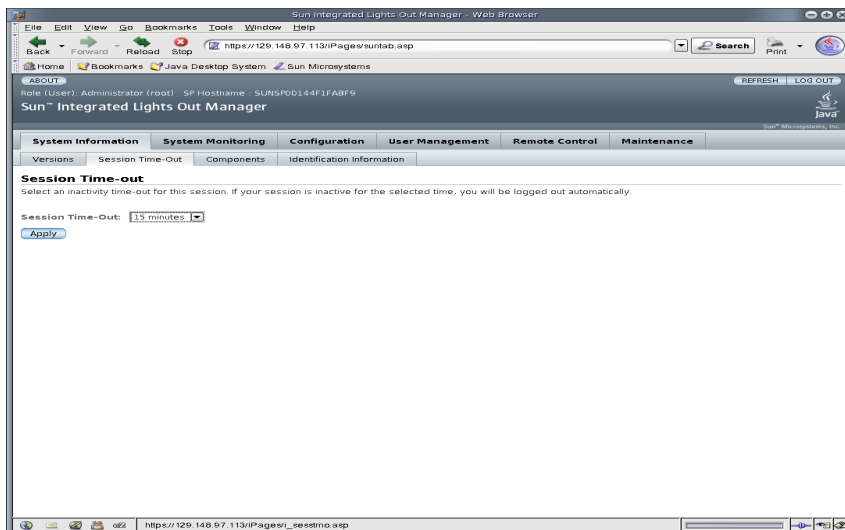 Sun Integrated Lights Out Manager - Web Browser
File Edit View Go Bookmarks Tools Window Help
Back Forward Reload Stop https://129.148.97.113/iPages/suntab.asp Search Print
Home Bookmarks Java Desktop System Sun Microsystems
ABOUT REFRESH LOG OUT
Role (User): Administrator (root) SP Hostname : SUNSP00144F1FABF9
Sun™ Integrated Lights Out Manager
Java
Sun™ Microsystems, Inc.
System Information System Monitoring Configuration User Management Remote Control Maintenance
Versions Session Time-Out Components Identification Information
Session Time-out
Select an inactivity time-out for this session. If your session is inactive for the selected time, you will be logged out automatically.
Session Time-Out: 15 minutes
Apply
https://129.148.97.113/iPages/i_sesstmo.asp